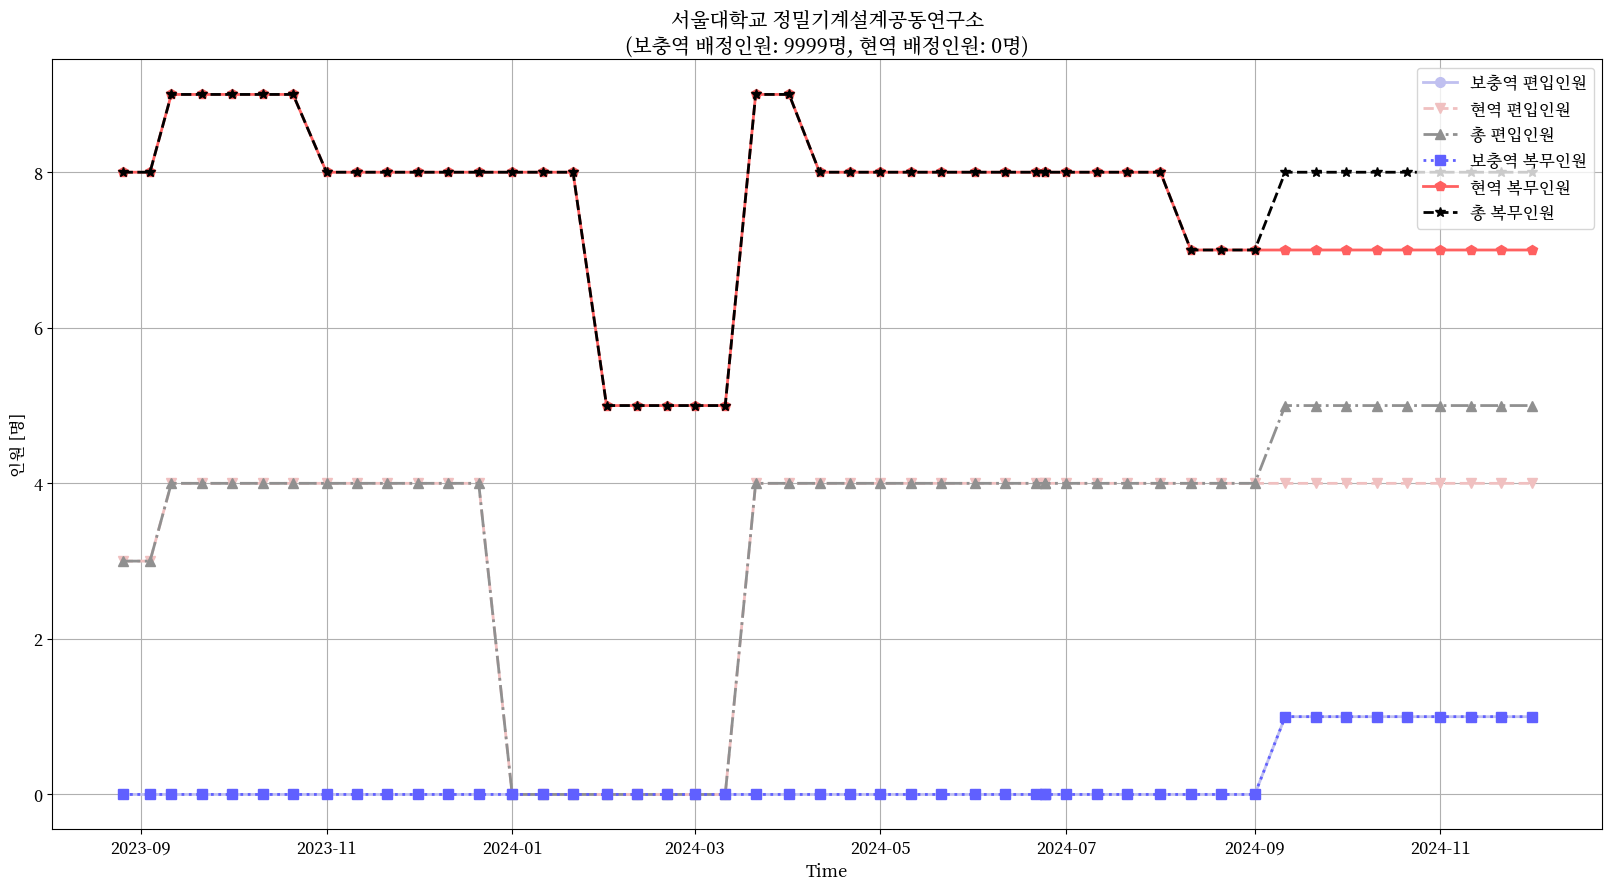 서울대학교 정밀기계설계공동연구소
(보충역 배정인원: 9999명, 현역 배정인원: 0명)
보충역 편입인원
현역 편입인원
총 편입인원
보충역 복무인원
현역 복무인원
총 복무인원
인원 [명]
8
6
4
2
0
2023-09
2023-11
2024-01
2024-03
2024-05
2024-07
2024-09
2024-11
Time